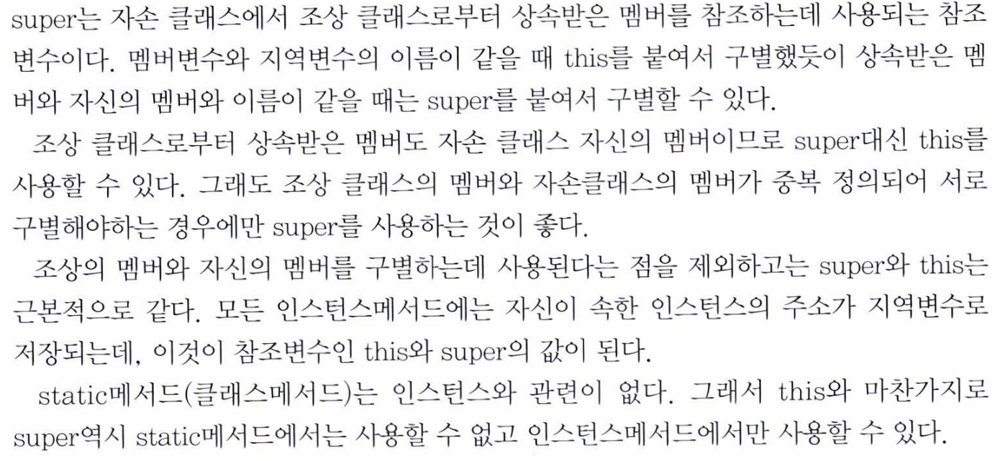 super는 자손 클래스에서 조상 클래스로부터 상속받은 멤버를 참조하는데 사용되는 참조
변수이다. 멤버변수와 지역변수의 이름이 같을 때 this를 붙여서 구별했듯이 상속받은 멤
버와 자신의 멤버와 이름이 같을 때는 super를 붙여서 구별할 수 있다.
조상 클래스로부터 상속받은 멤버도 자손 클래스 자신의 멤버이므로 super대신 this를
사용할 수 있다. 그래도 조상 클래스의 멤버와 자손클래스의 멤버가 중복 정의되어 서로
구별해야하는 경우에만 super를 사용하는 것이 좋다.
조상의 멤버와 자신의 멤버를 구별하는데 사용된다는 점을 제외하고는 super와 this는
근본적으로 같다. 모든 인스턴스메서드에는 자신이 속한 인스턴스의 주소가 지역변수로
저장되는데, 이것이 참조변수인 this와 super의 값이 된다.
static메서드(클래스메서드)는 인스턴스와 관련이 없다. 그래서 this와 마찬가지로
super역시 static메서드에서는 사용할 수 없고 인스턴스메서드에서만 사용할 수 있다.